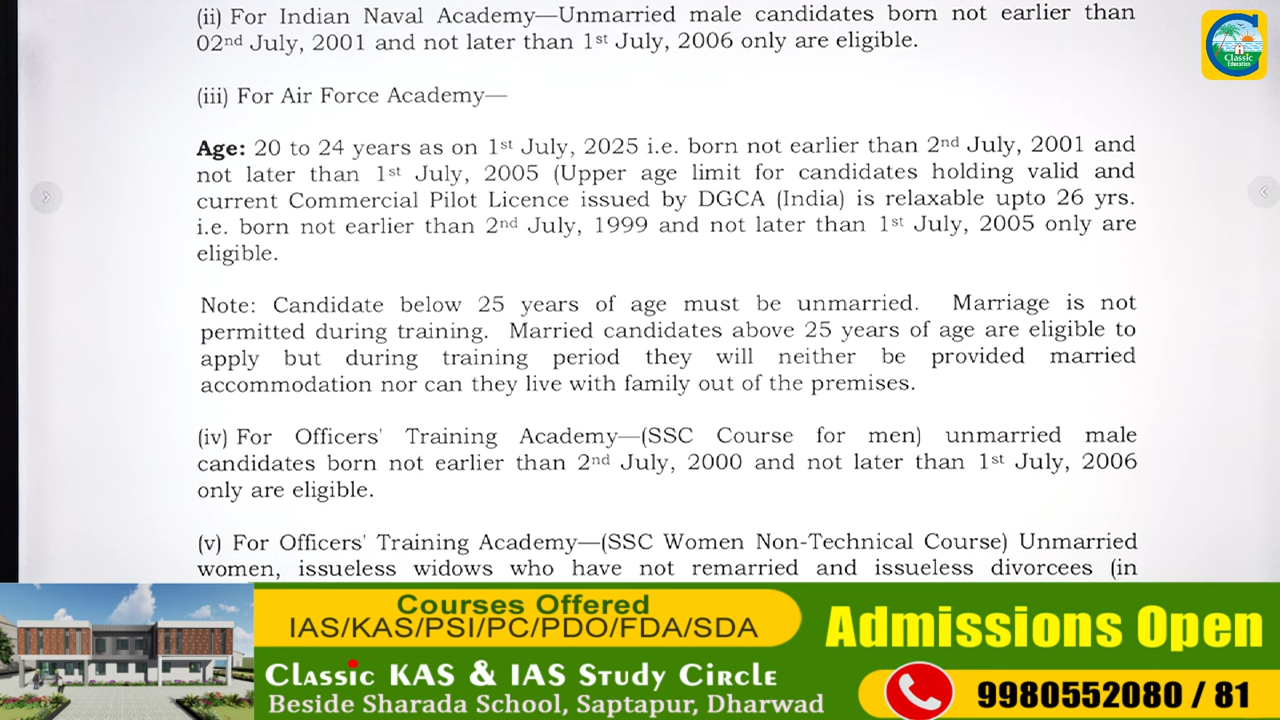 (ii) For Indian Naval Academy—Unmarried male candidates born not earlier than
02nd July, 2001 and not later than 1st July, 2006 only are eligible.
(iii) For Air Force Academy—
Age: 20 to 24 years as on 1st July, 2025 i.e. born not earlier than 2nd July, 2001 and
not later than 1st July, 2005 (Upper age limit for candidates holding valid and
current Commercial Pilot Licence issued by DGCA (India) is relaxable upto 26 yrs.
i.e. born not earlier than 2nd July, 1999 and not later than 1st July, 2005 only are
eligible.
Note: Candidate below 25 years of age must be unmarried. Marriage is not
permitted during training. Married candidates above 25 years of age are eligible to
apply but during training period they will neither be provided married
accommodation nor can they live with family out of the premises.
(iv) For Officers' Training Academy—(SSC Course for men) unmarried male
candidates born not earlier than 2nd July, 2000 and not later than 1st July, 2006
only are eligible.
(v) For Officers' Training Academy—(SSC Women Non-Technical Course) Unmarried
women, issueless widows who have not remarried and issueless divorcees (in
Classic
Education
Courses Offered
IAS/KAS/PSI/PC/PDO/FDA/SDA
Classic KAS & IAS Study Circle
Beside Sharada School, Saptapur, Dharwad
Admissions Open
9980552080 / 81